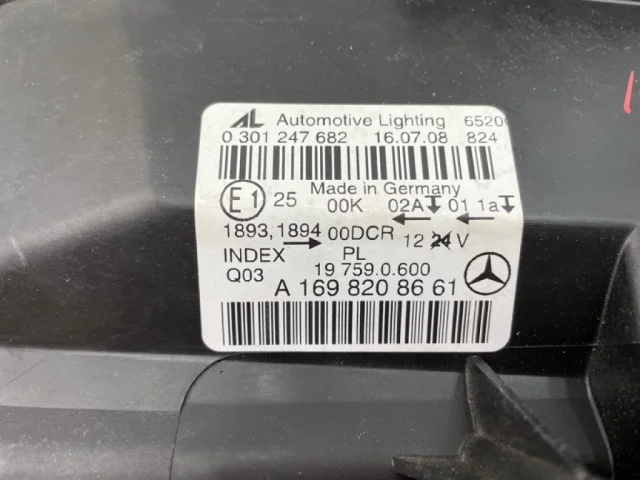 AL Automotive Lighting 6520
0 301 247 682 16.07.08 824
Made in Germany
E1 25 00K 02A 01 1a
1893,1894 → 00DCR 12 24 V
INDEX PL
Q03 19 759.0.600
A 169 820 86 61